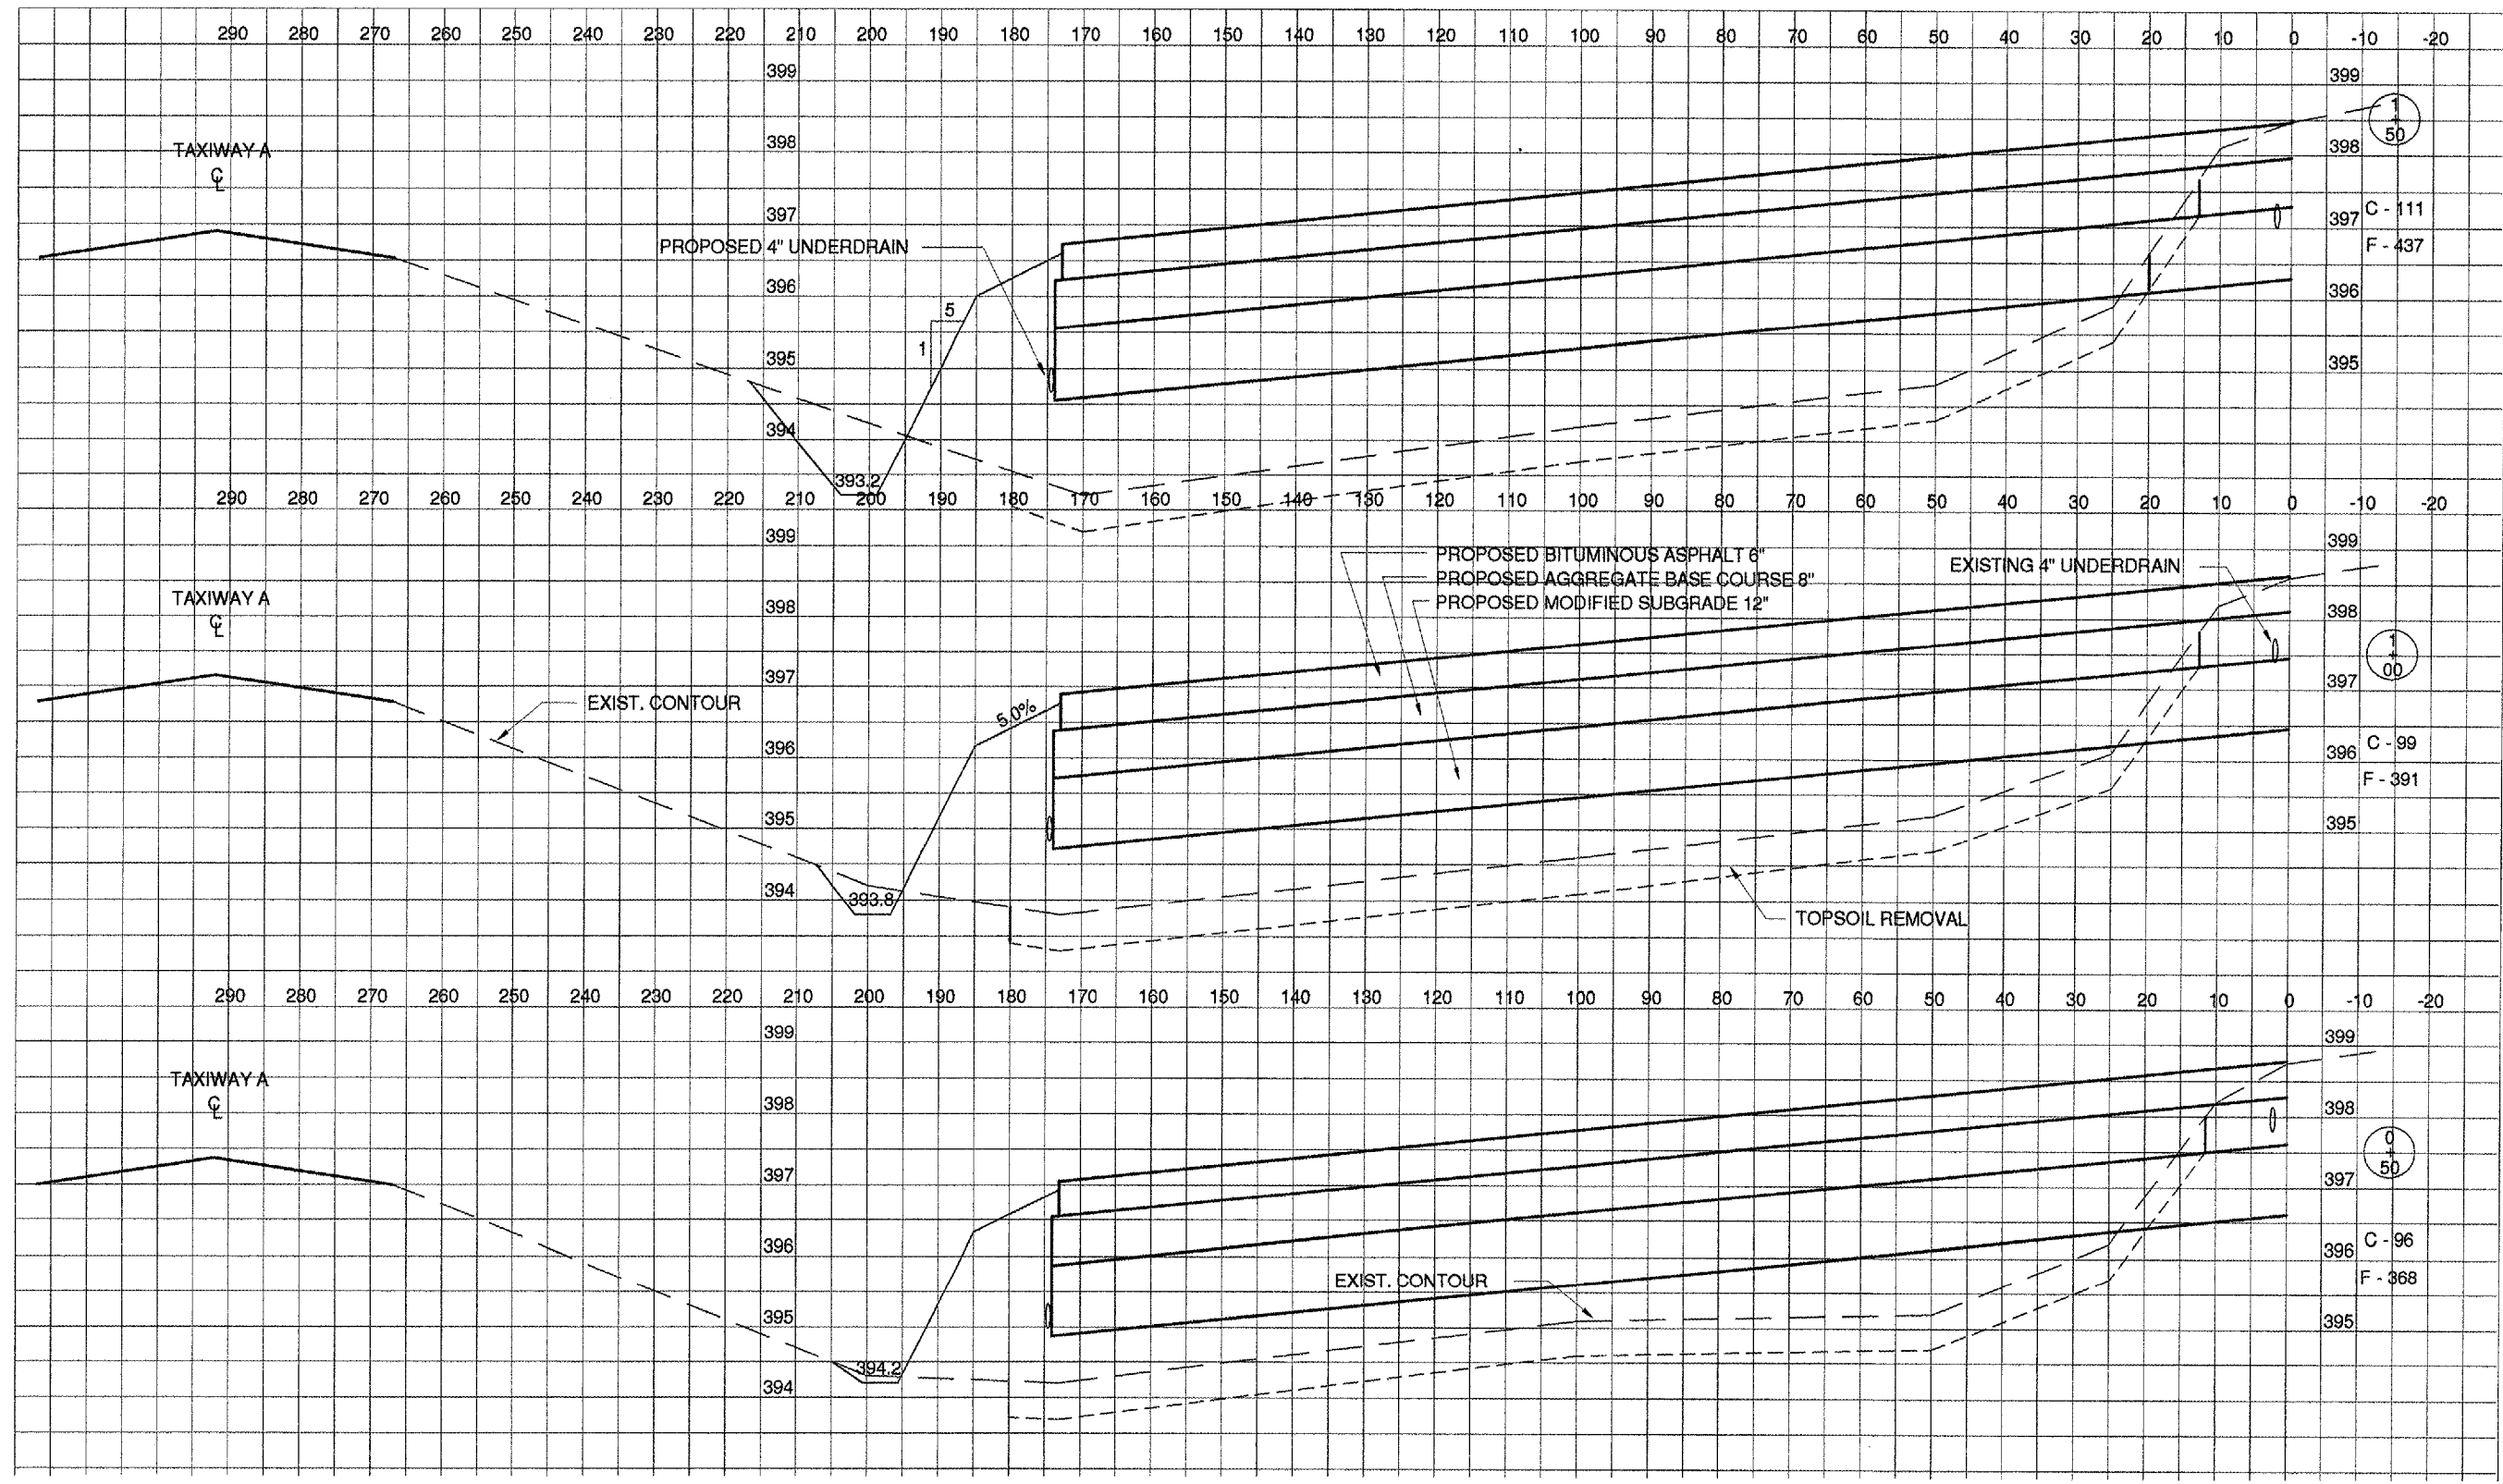 290 280 270 260 250 240 230 220 210 200 190 180 170 160 150 140 130 120 110 100 90 80 70 60 50 40 30 20 10 0 -10 -20
399 399
1
+
50
TAXIWAY A
398 398
C
L
397 397
C - 111
PROPOSED 4" UNDERDRAIN
F - 437
396 396
5
1
395 395
394
393.2
290 280 270 260 250 240 230 220 210 200 190 180 170 160 150 140 130 120 110 100 90 80 70 60 50 40 30 20 10 0 -10 -20
399 399
PROPOSED BITUMINOUS ASPHALT 6"
EXISTING 4" UNDERDRAIN
PROPOSED AGGREGATE BASE COURSE 8"
TAXIWAY A
PROPOSED MODIFIED SUBGRADE 12"
398 398
C
L
1
+
00
397 397
EXIST. CONTOUR
5.0%
396 396
C - 99
F - 391
395 395
394
393.8
TOPSOIL REMOVAL
290 280 270 260 250 240 230 220 210 200 190 180 170 160 150 140 130 120 110 100 90 80 70 60 50 40 30 20 10 0 -10 -20
399 399
TAXIWAY A
398 398
C
L
0
+
50
397 397
396 396
C - 96
EXIST. CONTOUR
F - 368
395 395
394.2
394